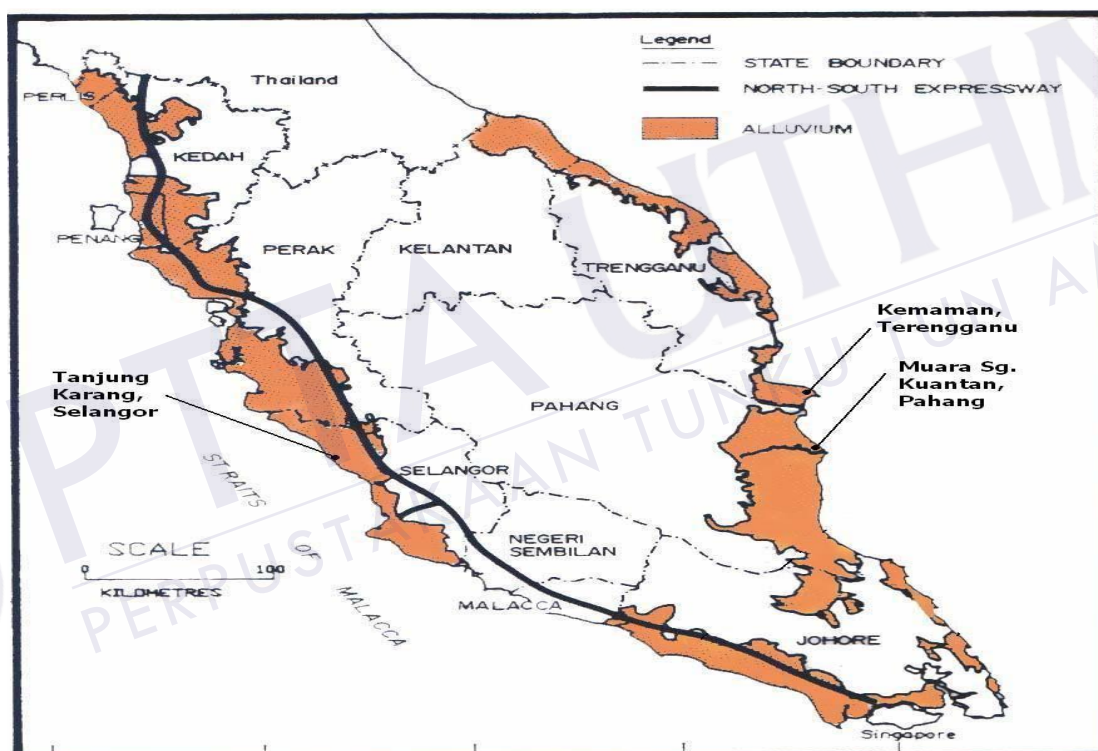 Legend
STATE BOUNDARY
NORTH-SOUTH EXPRESSWAY
ALLUVIUM
Thailand
PERLIS
KEDAH
PENANG
PERAK
KELANTAN
TRENGGANU
Kemaman,
Terengganu
Muara Sg.
Kuantan,
Pahang
Tanjung
Karang,
Selangor
PAHANG
SELANGOR
STRAITS
OF
MALACCA
NEGERI
SEMBILAN
MALACCA
JOHORE
Singapore
SCALE
0 100
KILOMETRES
PTTA UTHM
PERPUSTAKAAN TUNKU TUN A